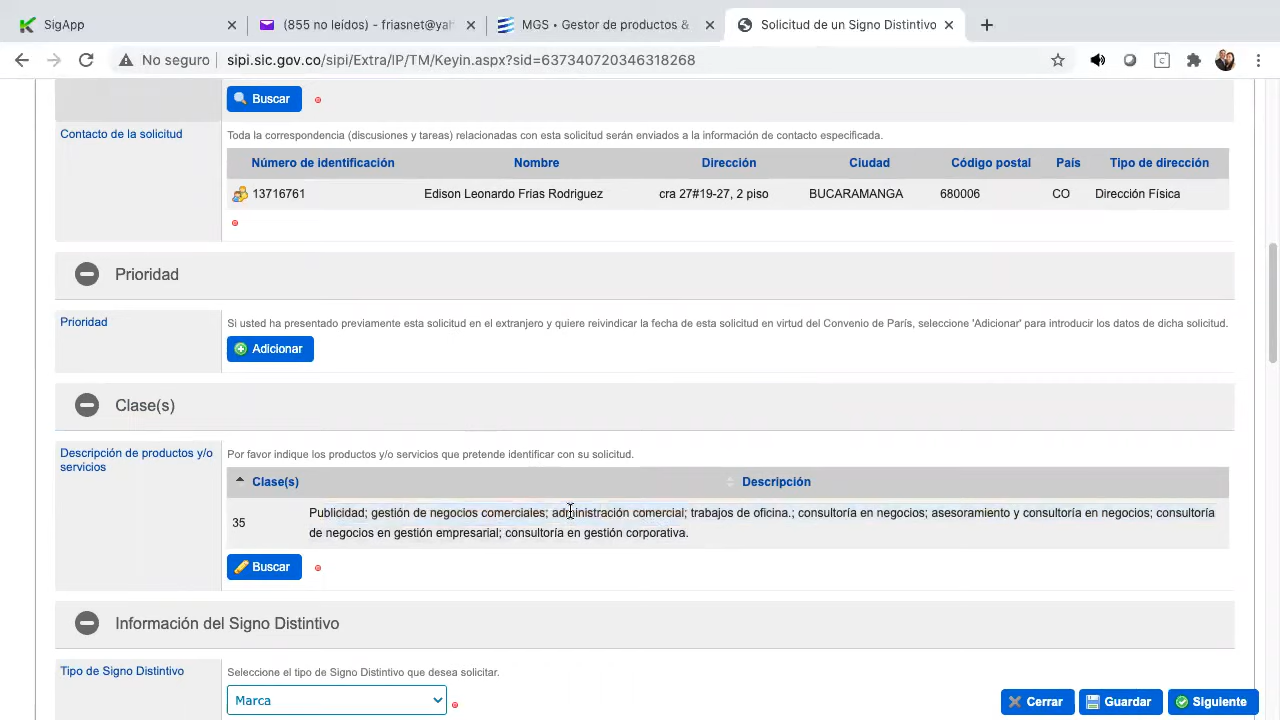 SigApp
(855 no leídos) - friasnet@yah
MGS • Gestor de productos &
Solicitud de un Signo Distintivo
No seguro
sipi.sic.gov.co/sipi/Extra/IP/TM/Keyin.aspx?sid=637340720346318268
Buscar
Contacto de la solicitud
Toda la correspondencia (discusiones y tareas) relacionadas con esta solicitud serán enviados a la información de contacto especificada.
Número de identificación Nombre Dirección Ciudad Código postal País Tipo de dirección
13716761 Edison Leonardo Frias Rodriguez cra 27#19-27, 2 piso BUCARAMANGA 680006 CO Dirección Física
Prioridad
Prioridad
Si usted ha presentado previamente esta solicitud en el extranjero y quiere reivindicar la fecha de esta solicitud en virtud del Convenio de París, seleccione 'Adicionar' para introducir los datos de dicha solicitud.
Adicionar
Clase(s)
Descripción de productos y/o
servicios
Por favor indique los productos y/o servicios que pretende identificar con su solicitud.
Clase(s) Descripción
35
Publicidad; gestión de negocios comerciales; administración comercial; trabajos de oficina.; consultoría en negocios; asesoramiento y consultoría en negocios; consultoría
de negocios en gestión empresarial; consultoría en gestión corporativa.
Buscar
Información del Signo Distintivo
Tipo de Signo Distintivo
Seleccione el tipo de Signo Distintivo que desea solicitar.
Marca
Cerrar Guardar Siguiente